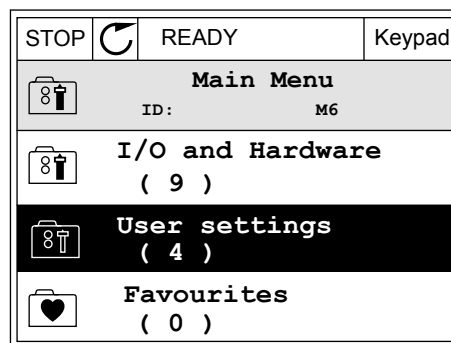 STOP READY Keypad
Main Menu
ID: M6
I/O and Hardware
( 9 )
User settings
( 4 )
Favourites
( 0 )